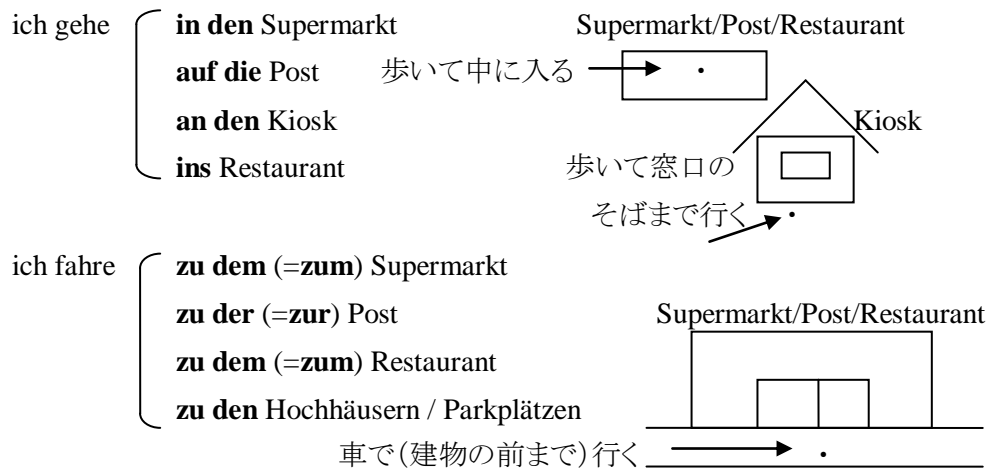 ich gehe in den Supermarkt Supermarkt/Post/Restaurant
auf die Post 歩いて中に入る
an den Kiosk Kiosk
ins Restaurant 歩いて窓口の
そばまで行く
ich fahre zu dem (=zum) Supermarkt
zu der (=zur) Post Supermarkt/Post/Restaurant
zu dem (=zum) Restaurant
zu den Hochhäusern / Parkplätzen
車で(建物の前まで)行く